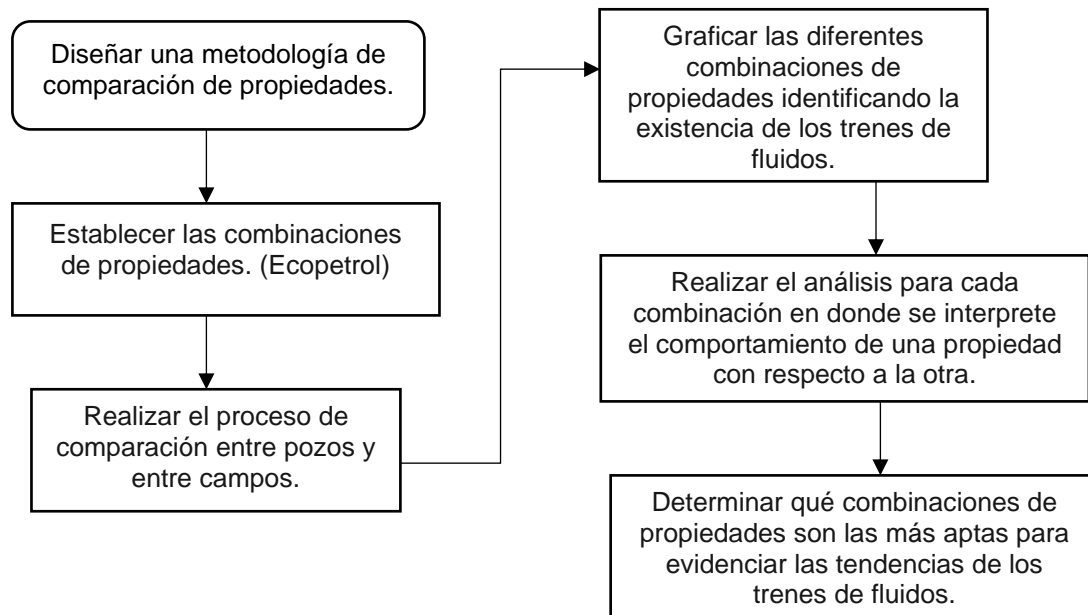 Diseñar una metodología de
comparación de propiedades.
Establecer las combinaciones
de propiedades. (Ecopetrol)
Realizar el proceso de
comparación entre pozos y
entre campos.
Graficar las diferentes
combinaciones de
propiedades identificando la
existencia de los trenes de
fluidos.
Realizar el análisis para cada
combinación en donde se interprete
el comportamiento de una propiedad
con respecto a la otra.
Determinar qué combinaciones de
propiedades son las más aptas para
evidenciar las tendencias de los
trenes de fluidos.